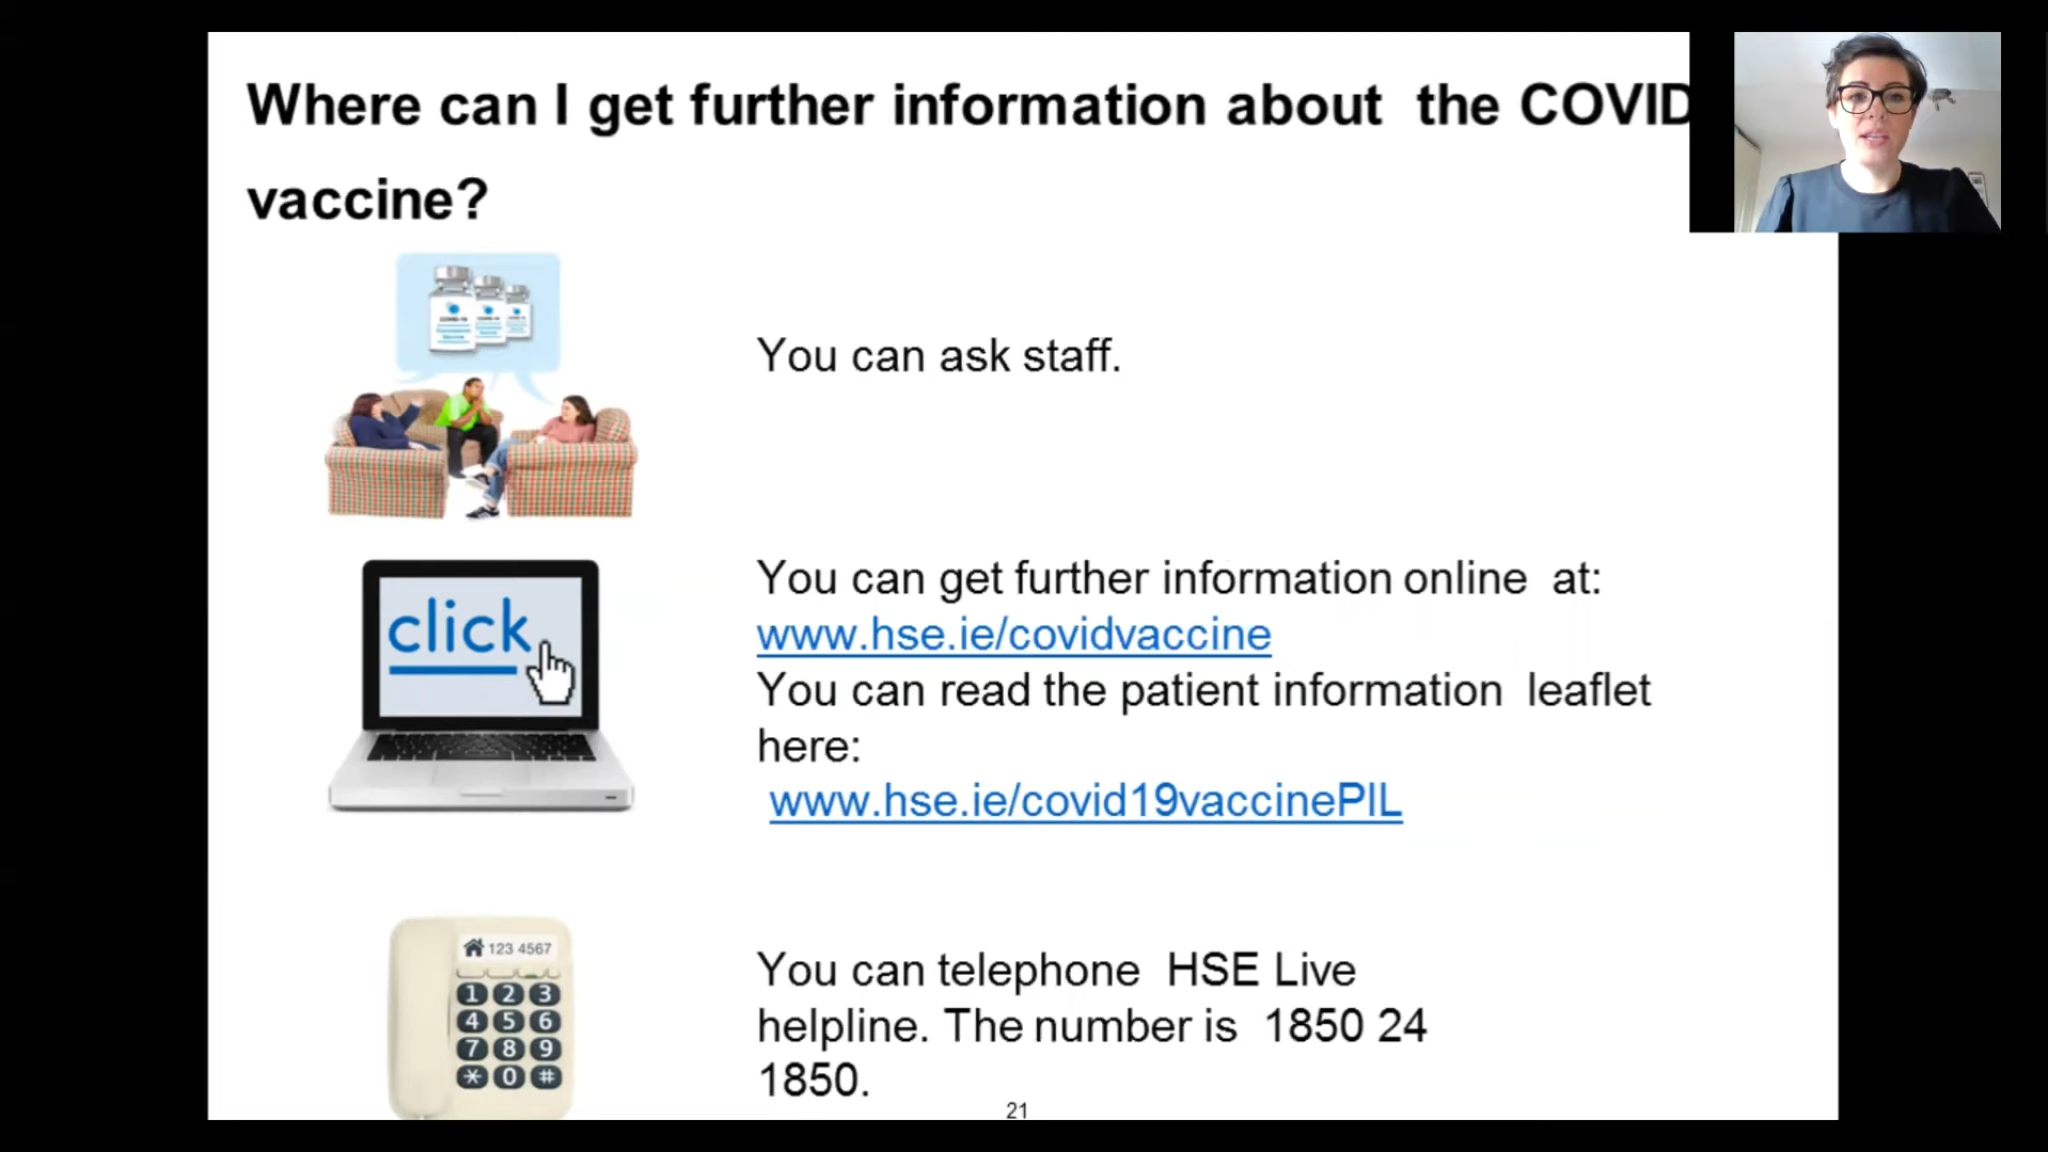 Where can I get further information about the COVID
vaccine?
You can ask staff.
click
You can get further information online at:
www.hse.ie/covidvaccine
You can read the patient information leaflet
here:
www.hse.ie/covid19vaccinePIL
123 4567
1 2 3
4 5 6
7 8 9
* 0 #
You can telephone HSE Live
helpline. The number is 1850 24
1850.
21